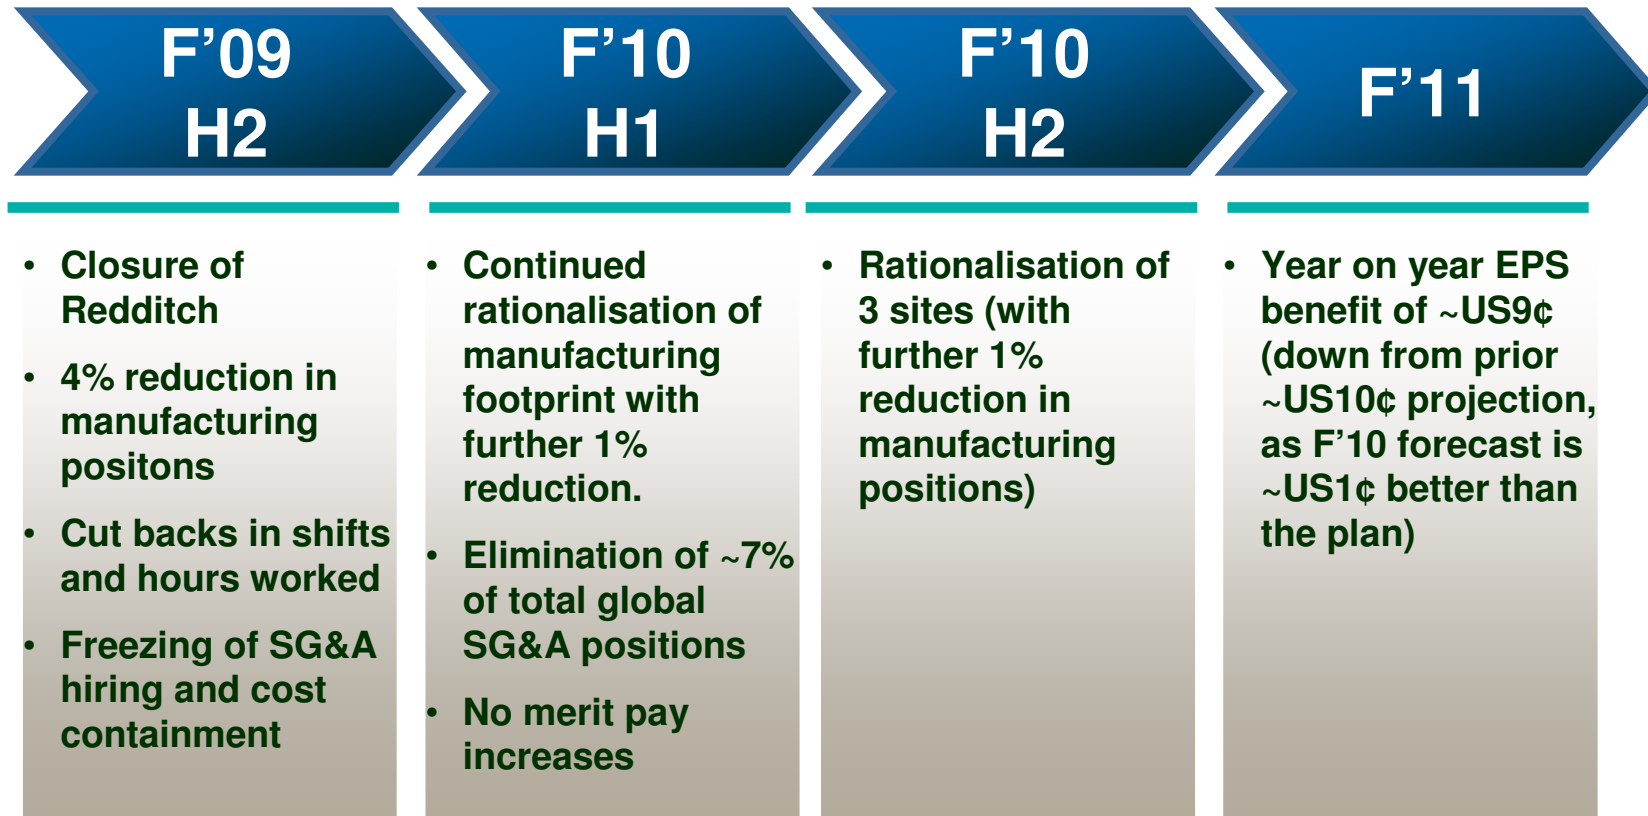 F’09
H2
F’10
H1
F’10
H2
F’11
• Closure of
Redditch
• 4% reduction in
manufacturing
positons
• Cut backs in shifts
and hours worked
• Freezing of SG&A
hiring and cost
containment
• Continued
rationalisation of
manufacturing
footprint with
further 1%
reduction.
• Elimination of ~7%
of total global
SG&A positions
• No merit pay
increases
• Rationalisation of
3 sites (with
further 1%
reduction in
manufacturing
positions)
• Year on year EPS
benefit of ~US9¢
(down from prior
~US10¢ projection,
as F’10 forecast is
~US1¢ better than
the plan)